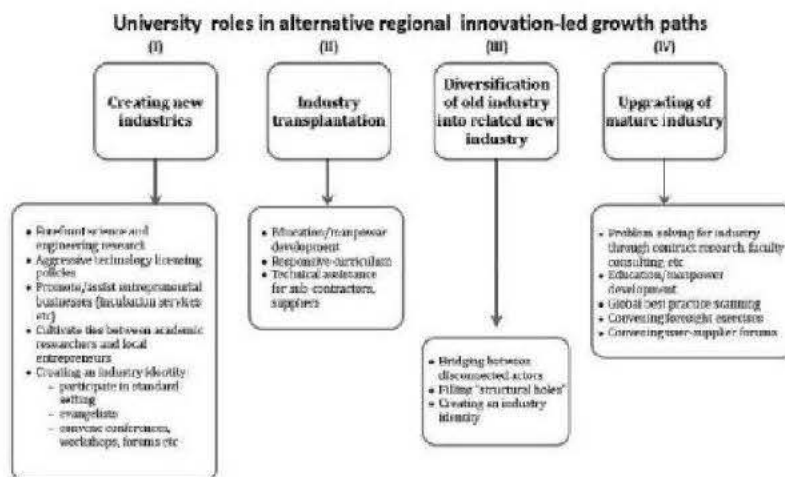 University roles in alternative regional innovation-led growth paths
(I)
Creating new
industries
• Forefront science and
engineering research
• Aggressive technology licensing
policies
• Promote/assist entrepreneurial
businesses (incubation services
etc)
• Cultivate ties between academic
researchers and local
entrepreneurs
• Creating an industry identity
– participate in standard
setting
– evangelists
– convene conferences,
workshops, forums etc
(II)
Industry
transplantation
• Education/manpower
development
• Responsive curriculum
• Technical assistance
for sub-contractors,
suppliers
(III)
Diversification
of old industry
into related new
industry
• Bridging between
disconnected actors
• Filling "structural holes"
• Creating an industry
identity
(IV)
Upgrading of
mature industry
• Problem solving for industry
through contract research, faculty
consulting, etc
• Education/manpower
development
• Global best practice scanning
• Convening foresight exercises
• Convening user-supplier forums